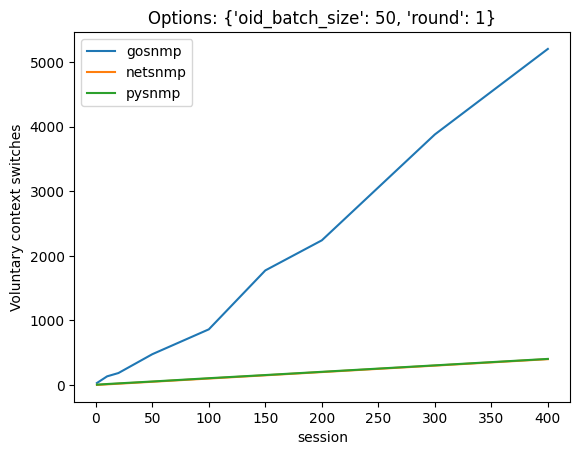 Options: {'oid_batch_size': 50, 'round': 1}
gosnmp
netsnmp
pysnmp
Voluntary context switches
5000
4000
3000
2000
1000
0
0 50 100 150 200 250 300 350 400
session